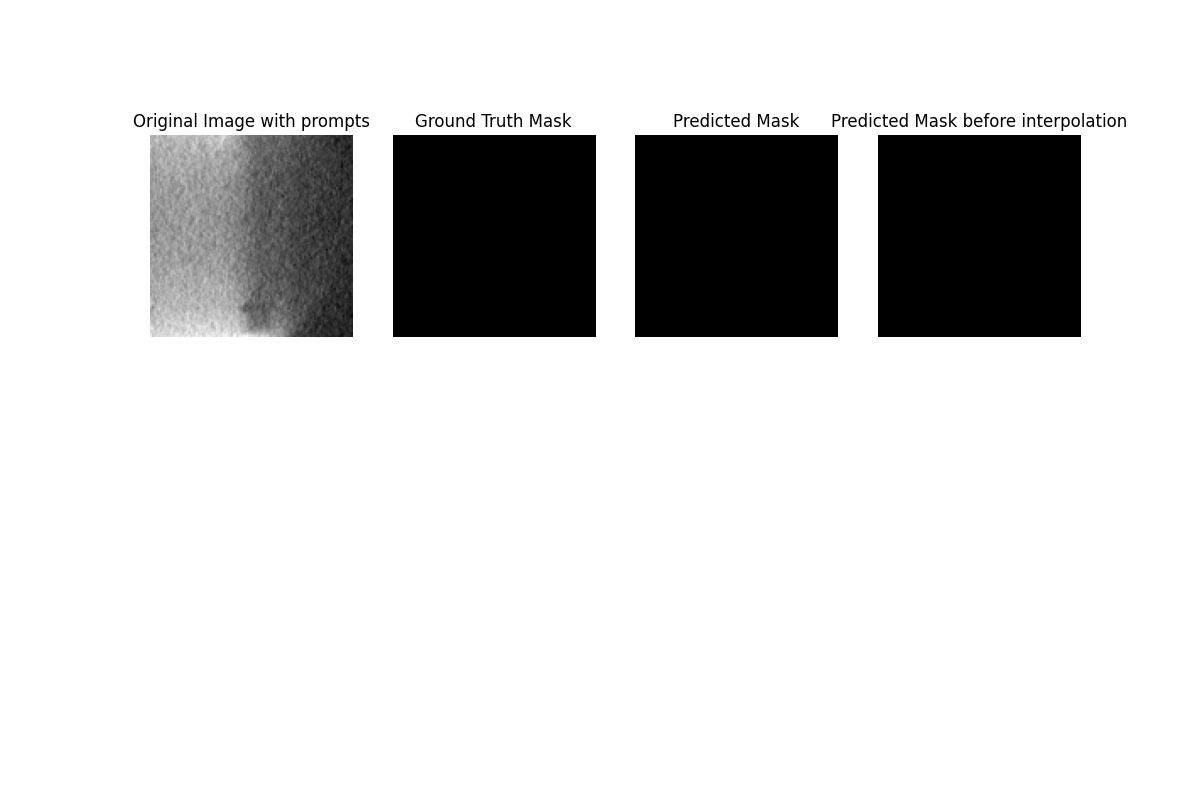 Original Image with prompts
Ground Truth Mask
Predicted Mask
Predicted Mask before interpolation